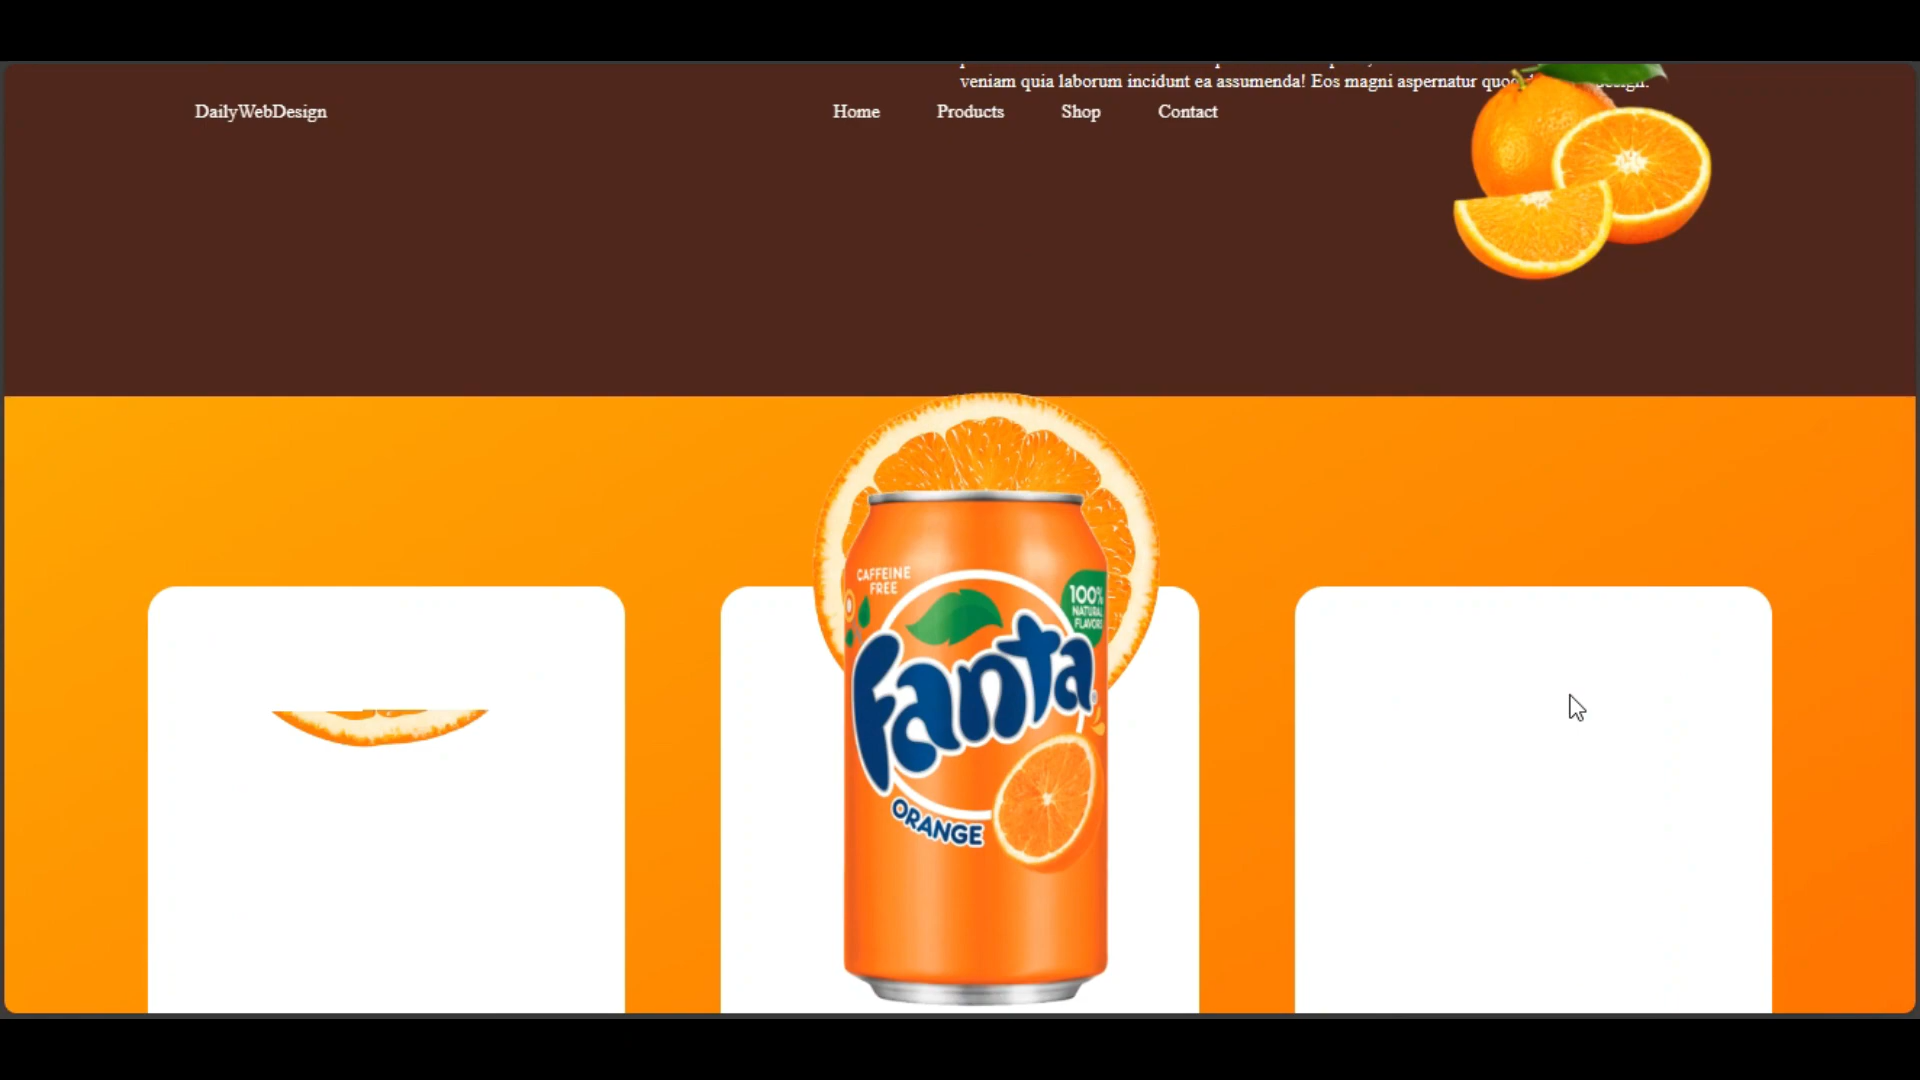 veniam quia laborum incidunt ea assumenda! Eos magni aspernatur
DailyWebDesign
Home
Products
Shop
Contact
CAFFEINE
FREE
100%
NATURAL
FLAVORS
fanta
ORANGE